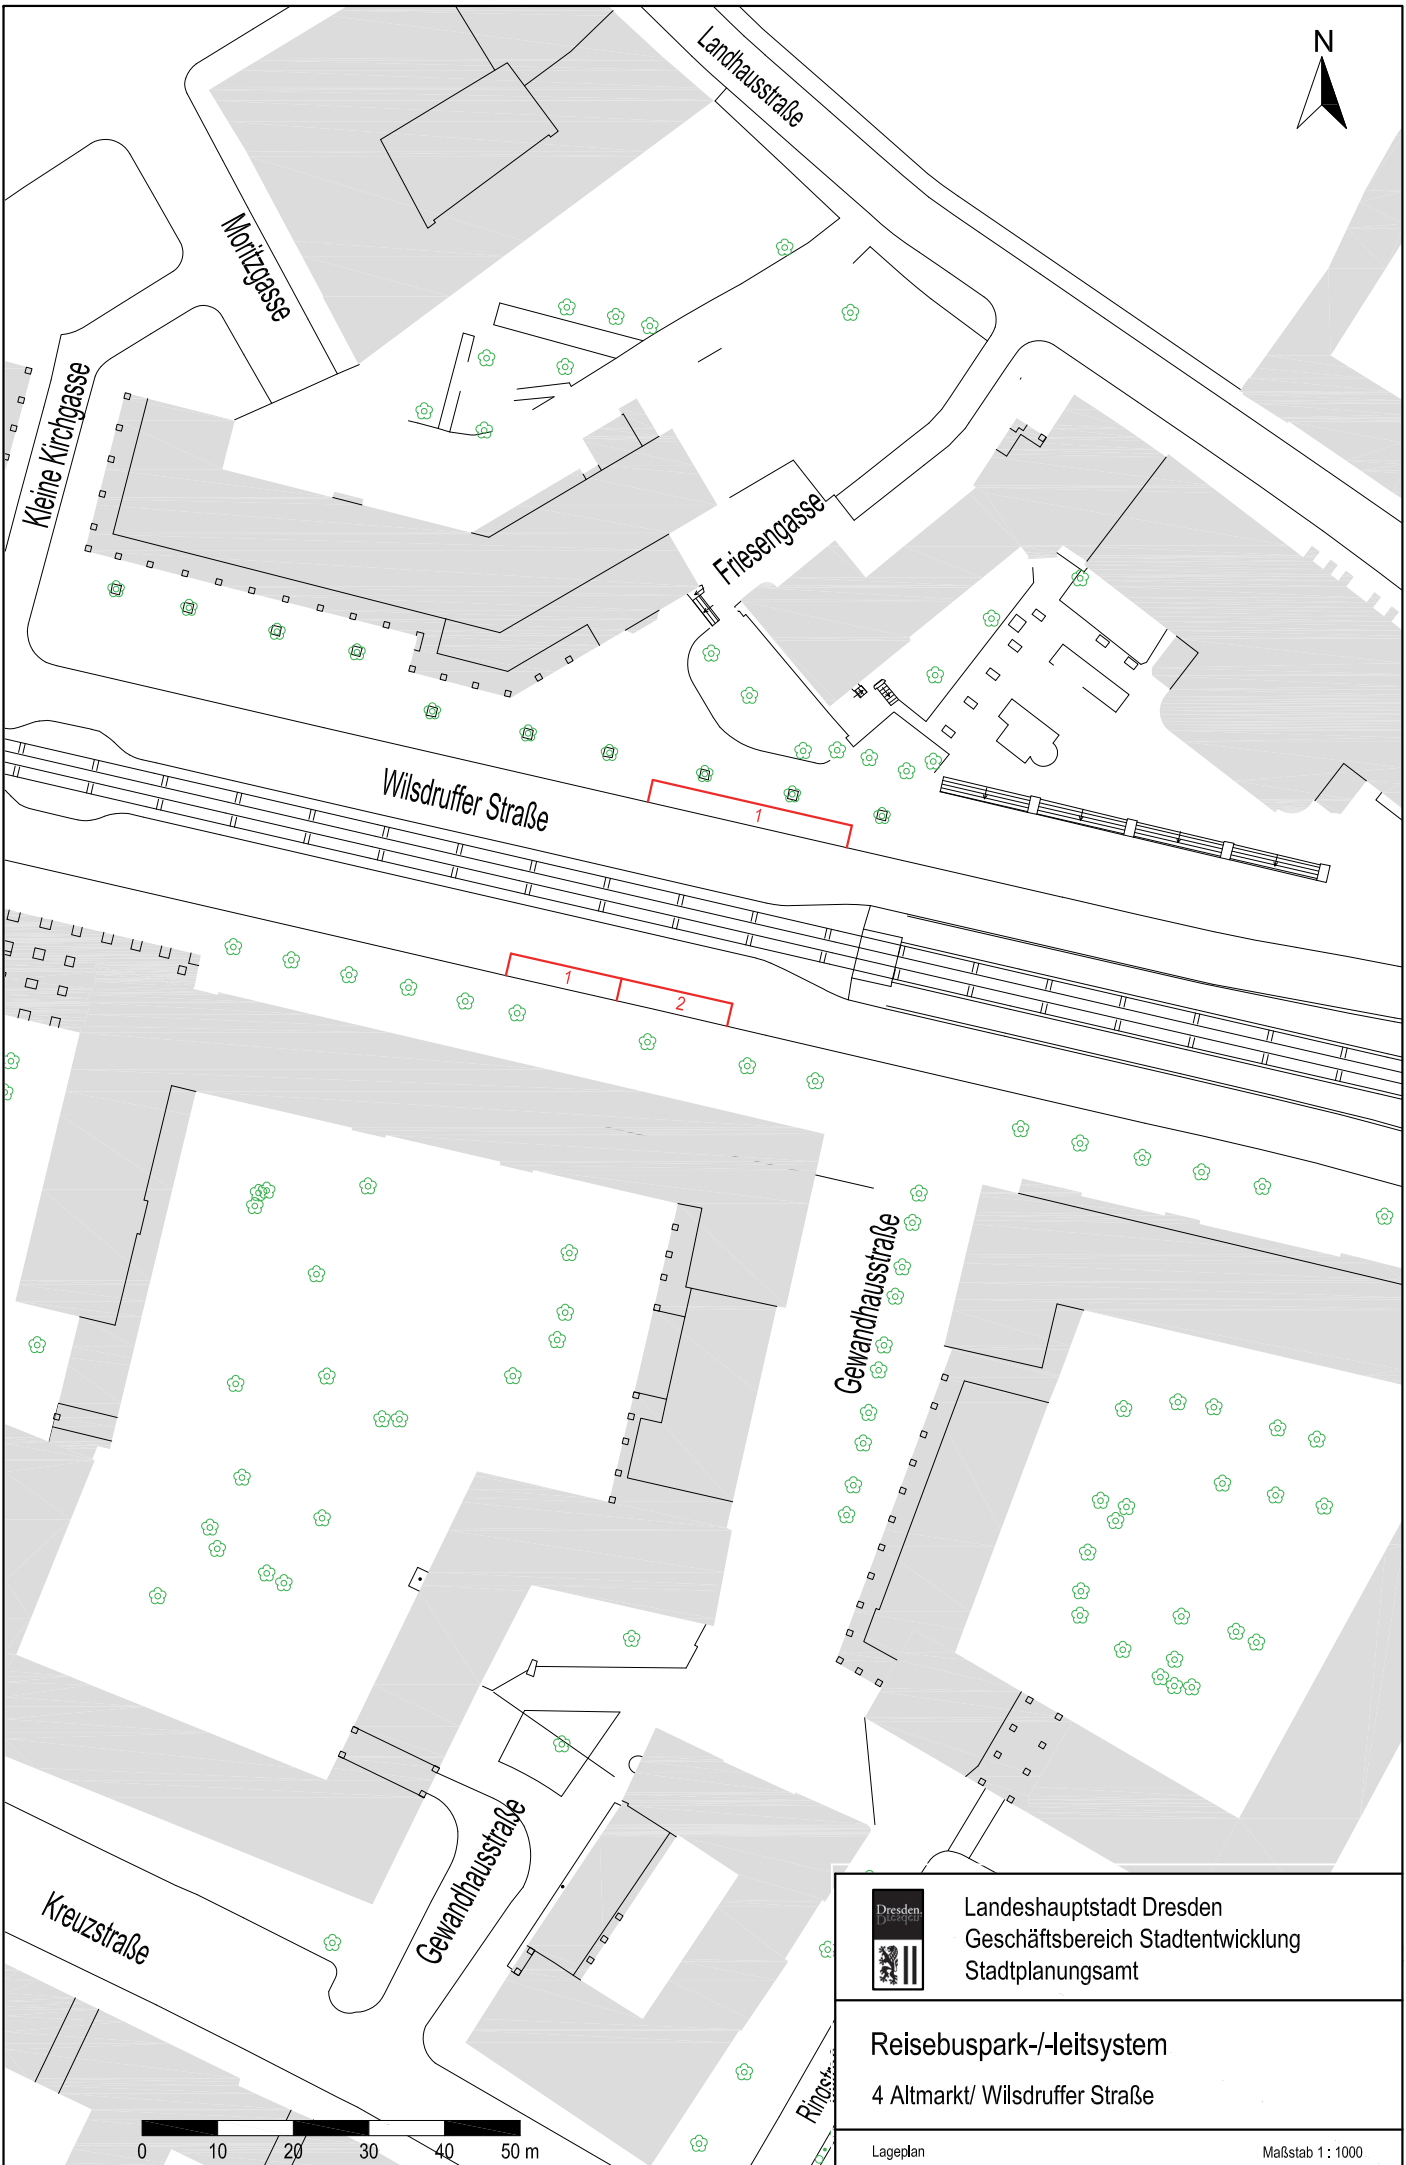 N
Landhausstraße
Moritzgasse
Kleine Kirchgasse
Friesengasse
Wilsdruffer Straße
1
1
2
Gewandhausstraße
Gewandhausstraße
Kreuzstraße
Dresden.
Landeshauptstadt Dresden
Geschäftsbereich Stadtentwicklung
Stadtplanungsamt
Reisebuspark-/-leitsystem
4 Altmarkt/ Wilsdruffer Straße
0 10 20 30 40 50 m
Lageplan Maßstab 1 : 1000